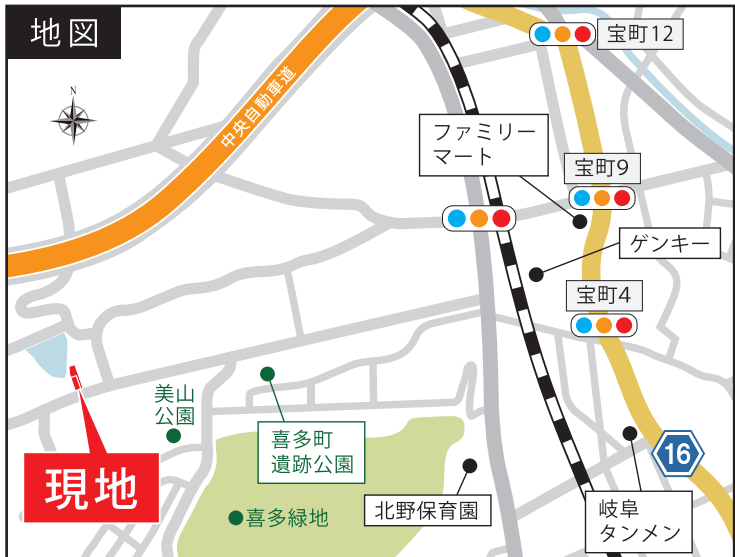 地図
N
中央自動車道
宝町12
ファミリー
マート
宝町9
ゲンキー
宝町4
美山
公園
喜多町
遺跡公園
現地
16
喜多緑地
北野保育園
岐阜
タンメン